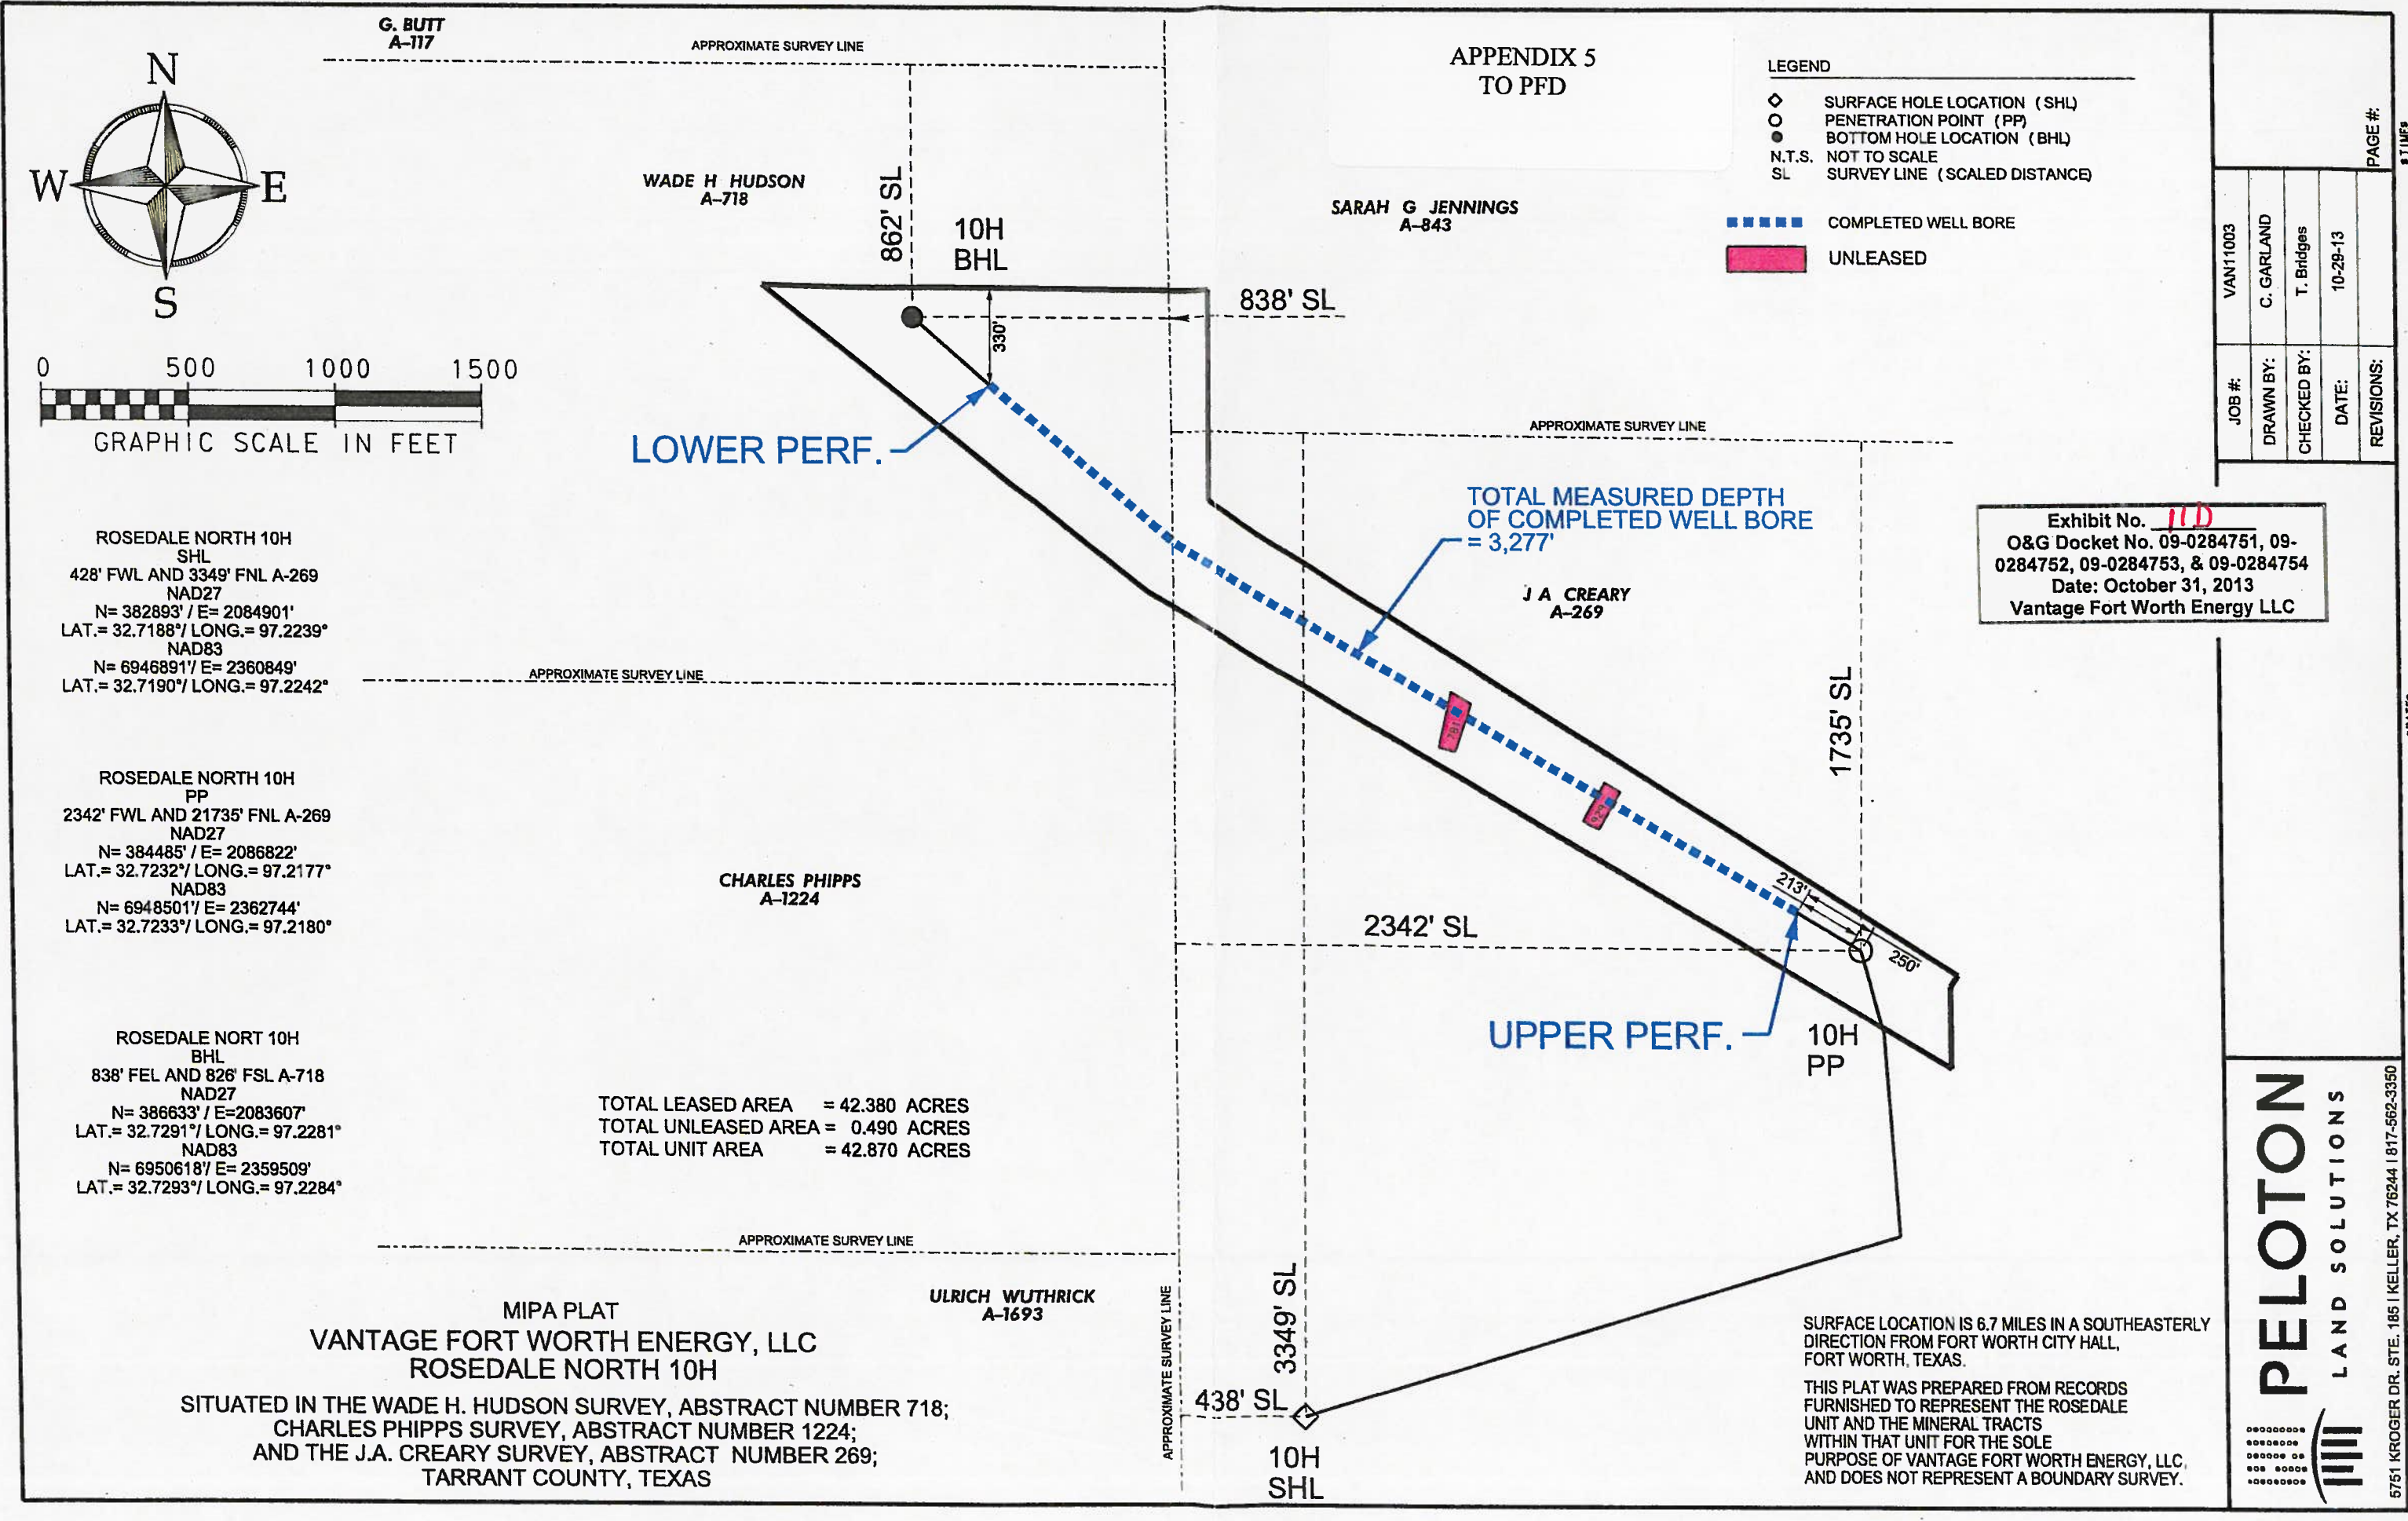 G. BUTT
A-117
APPROXIMATE SURVEY LINE
APPENDIX 5
TO PFD
LEGEND
SURFACE HOLE LOCATION (SHL)
PENETRATION POINT (PP)
BOTTOM HOLE LOCATION (BHL)
N.T.S. NOT TO SCALE
SL SURVEY LINE (SCALED DISTANCE)
COMPLETED WELL BORE
UNLEASED
N
W E
S
WADE H HUDSON
A-718
862' SL
10H
BHL
SARAH G JENNINGS
A-843
838' SL
330'
0 500 1000 1500
GRAPHIC SCALE IN FEET
LOWER PERF.
APPROXIMATE SURVEY LINE
TOTAL MEASURED DEPTH
OF COMPLETED WELL BORE
= 3,277'
J A CREARY
A-269
Exhibit No. 11D
O&G Docket No. 09-0284751, 09-
0284752, 09-0284753, & 09-0284754
Date: October 31, 2013
Vantage Fort Worth Energy LLC
ROSEDALE NORTH 10H
SHL
428' FWL AND 3349' FNL A-269
NAD27
N= 382893' / E= 2084901'
LAT.= 32.7188°/ LONG.= 97.2239°
NAD83
N= 6946891'/ E= 2360849'
LAT.= 32.7190°/ LONG.= 97.2242°
APPROXIMATE SURVEY LINE
1735' SL
ROSEDALE NORTH 10H
PP
2342' FWL AND 21735' FNL A-269
NAD27
N= 384485' / E= 2086822'
LAT.= 32.7232°/ LONG.= 97.2177°
NAD83
N= 6948501'/ E= 2362744'
LAT.= 32.7233°/ LONG.= 97.2180°
CHARLES PHIPPS
A-1224
213'
2342' SL
250'
UPPER PERF.
10H
PP
ROSEDALE NORT 10H
BHL
838' FEL AND 826' FSL A-718
NAD27
N= 386633' / E=2083607'
LAT.= 32.7291°/ LONG.= 97.2281°
NAD83
N= 6950618'/ E= 2359509'
LAT.= 32.7293°/ LONG.= 97.2284°
TOTAL LEASED AREA = 42.380 ACRES
TOTAL UNLEASED AREA = 0.490 ACRES
TOTAL UNIT AREA = 42.870 ACRES
APPROXIMATE SURVEY LINE
ULRICH WUTHRICK
A-1693
APPROXIMATE SURVEY LINE
3349' SL
438' SL
10H
SHL
MIPA PLAT
VANTAGE FORT WORTH ENERGY, LLC
ROSEDALE NORTH 10H
SITUATED IN THE WADE H. HUDSON SURVEY, ABSTRACT NUMBER 718;
CHARLES PHIPPS SURVEY, ABSTRACT NUMBER 1224;
AND THE J.A. CREARY SURVEY, ABSTRACT NUMBER 269;
TARRANT COUNTY, TEXAS
SURFACE LOCATION IS 6.7 MILES IN A SOUTHEASTERLY
DIRECTION FROM FORT WORTH CITY HALL,
FORT WORTH, TEXAS.
THIS PLAT WAS PREPARED FROM RECORDS
FURNISHED TO REPRESENT THE ROSEDALE
UNIT AND THE MINERAL TRACTS
WITHIN THAT UNIT FOR THE SOLE
PURPOSE OF VANTAGE FORT WORTH ENERGY, LLC,
AND DOES NOT REPRESENT A BOUNDARY SURVEY.
JOB #: VAN11003
DRAWN BY: C. GARLAND
CHECKED BY: T. Bridges
DATE: 10-29-13
REVISIONS:
PAGE #:
PELOTON
LAND SOLUTIONS
5751 KROGER DR. STE. 185 | KELLER, TX 76244 | 817-562-3350